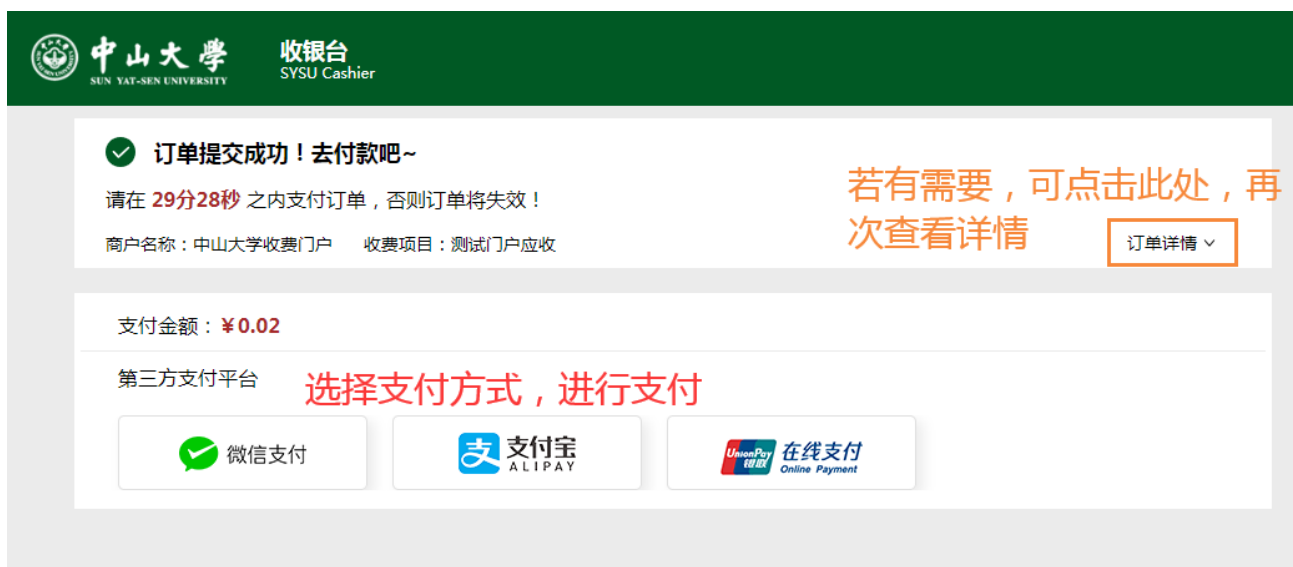 中山大學
SUN YAT-SEN UNIVERSITY
收银台
SYSU Cashier
订单提交成功！去付款吧~
请在 29分28秒 之内支付订单，否则订单将失效！
商户名称：中山大学收费门户 收费项目：测试门户应收
若有需要，可点击此处，再
次查看详情
订单详情
支付金额：¥0.02
第三方支付平台
选择支付方式，进行支付
微信支付
支 支付宝
ALIPAY
UnionPay
银联
在线支付
Online Payment